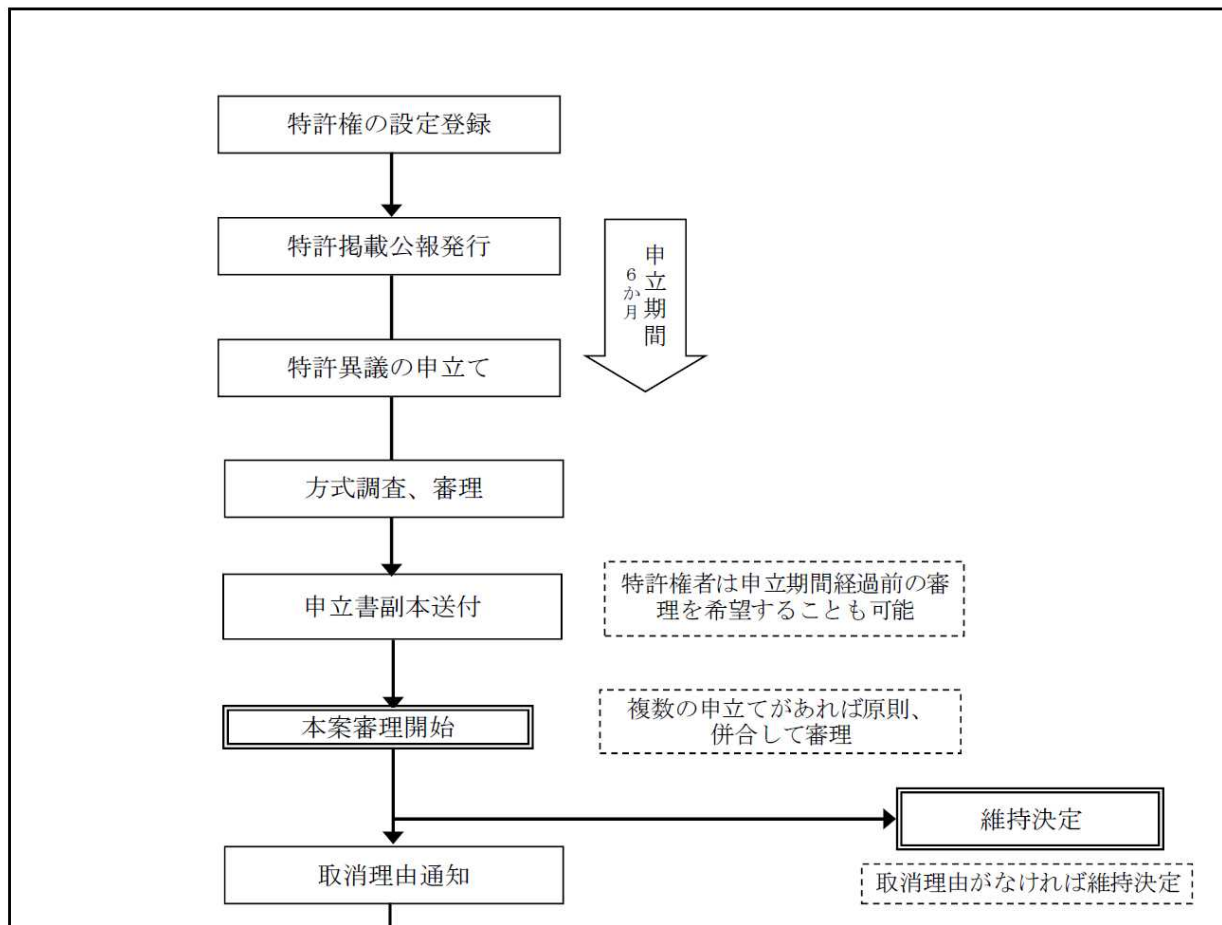 特許権の設定登録
特許掲載公報発行
申立期間
6か月
特許異議の申立て
方式調査、審理
申立書副本送付
特許権者は申立期間経過前の審
理を希望することも可能
本案審理開始
複数の申立てがあれば原則、
併合して審理
維持決定
取消理由通知
取消理由がなければ維持決定